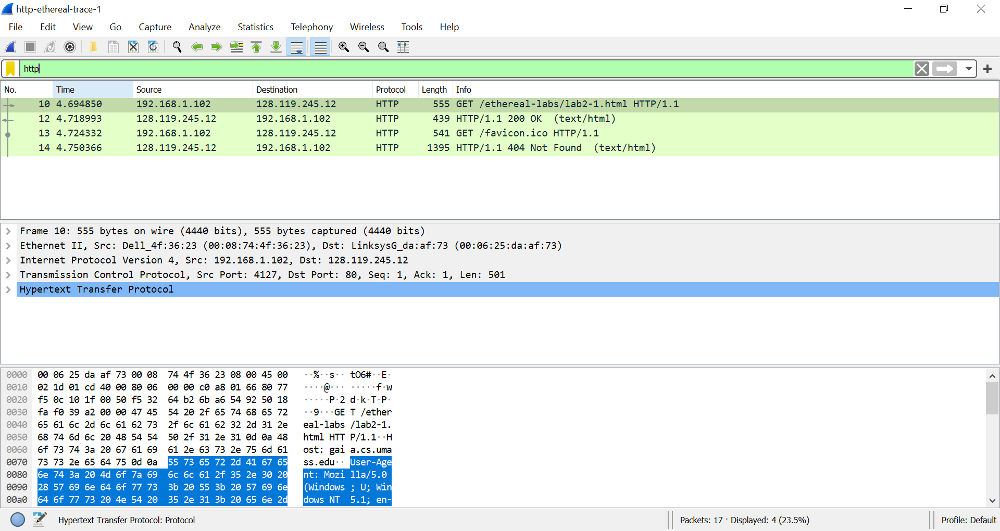 http-ethereal-trace-1
File Edit View Go Capture Analyze Statistics Telephony Wireless Tools Help
http
No. Time Source Destination Protocol Length Info
10 4.694850 192.168.1.102 128.119.245.12 HTTP 555 GET /ethereal-labs/lab2-1.html HTTP/1.1
12 4.718993 128.119.245.12 192.168.1.102 HTTP 439 HTTP/1.1 200 OK (text/html)
13 4.724332 192.168.1.102 128.119.245.12 HTTP 541 GET /favicon.ico HTTP/1.1
14 4.750366 128.119.245.12 192.168.1.102 HTTP 1395 HTTP/1.1 404 Not Found (text/html)
Frame 10: 555 bytes on wire (4440 bits), 555 bytes captured (4440 bits)
Ethernet II, Src: Dell_4f:36:23 (00:08:74:4f:36:23), Dst: LinksysG_da:af:73 (00:06:25:da:af:73)
Internet Protocol Version 4, Src: 192.168.1.102, Dst: 128.119.245.12
Transmission Control Protocol, Src Port: 4127, Dst Port: 80, Seq: 1, Ack: 1, Len: 501
Hypertext Transfer Protocol
0000 00 06 25 da af 73 00 08 74 4f 36 23 08 00 45 00 ··%··s·· tO6#··E·
0010 02 1d 01 cd 40 00 80 06 00 00 c0 a8 01 66 80 77 ····@··· ·····f·w
0020 f5 0c 10 1f 00 50 f5 32 64 b2 6b a6 54 92 50 18 ·····P·2 d·k·T·P·
0030 fa f0 39 a2 00 00 47 45 54 20 2f 65 74 68 65 72 ··9···GE T /ether
0040 65 61 6c 2d 6c 61 62 73 2f 6c 61 62 32 2d 31 2e eal-labs /lab2-1.
0050 68 74 6d 6c 20 48 54 54 50 2f 31 2e 31 0d 0a 48 html HTT P/1.1··H
0060 6f 73 74 3a 20 67 61 69 61 2e 63 73 2e 75 6d 61 ost: gai a.cs.uma
0070 73 73 2e 65 64 75 0d 0a 55 73 65 72 2d 41 67 65 ss.edu·· User-Age
0080 6e 74 3a 20 4d 6f 7a 69 6c 6c 61 2f 35 2e 30 20 nt: Mozi lla/5.0
0090 28 57 69 6e 64 6f 77 73 3b 20 55 3b 20 57 69 6e (Windows ; U; Win
00a0 64 6f 77 73 20 4e 54 20 35 2e 31 3b 20 65 6e 2d dows NT 5.1; en-
Hypertext Transfer Protocol: Protocol Packets: 17 · Displayed: 4 (23.5%) Profile: Default